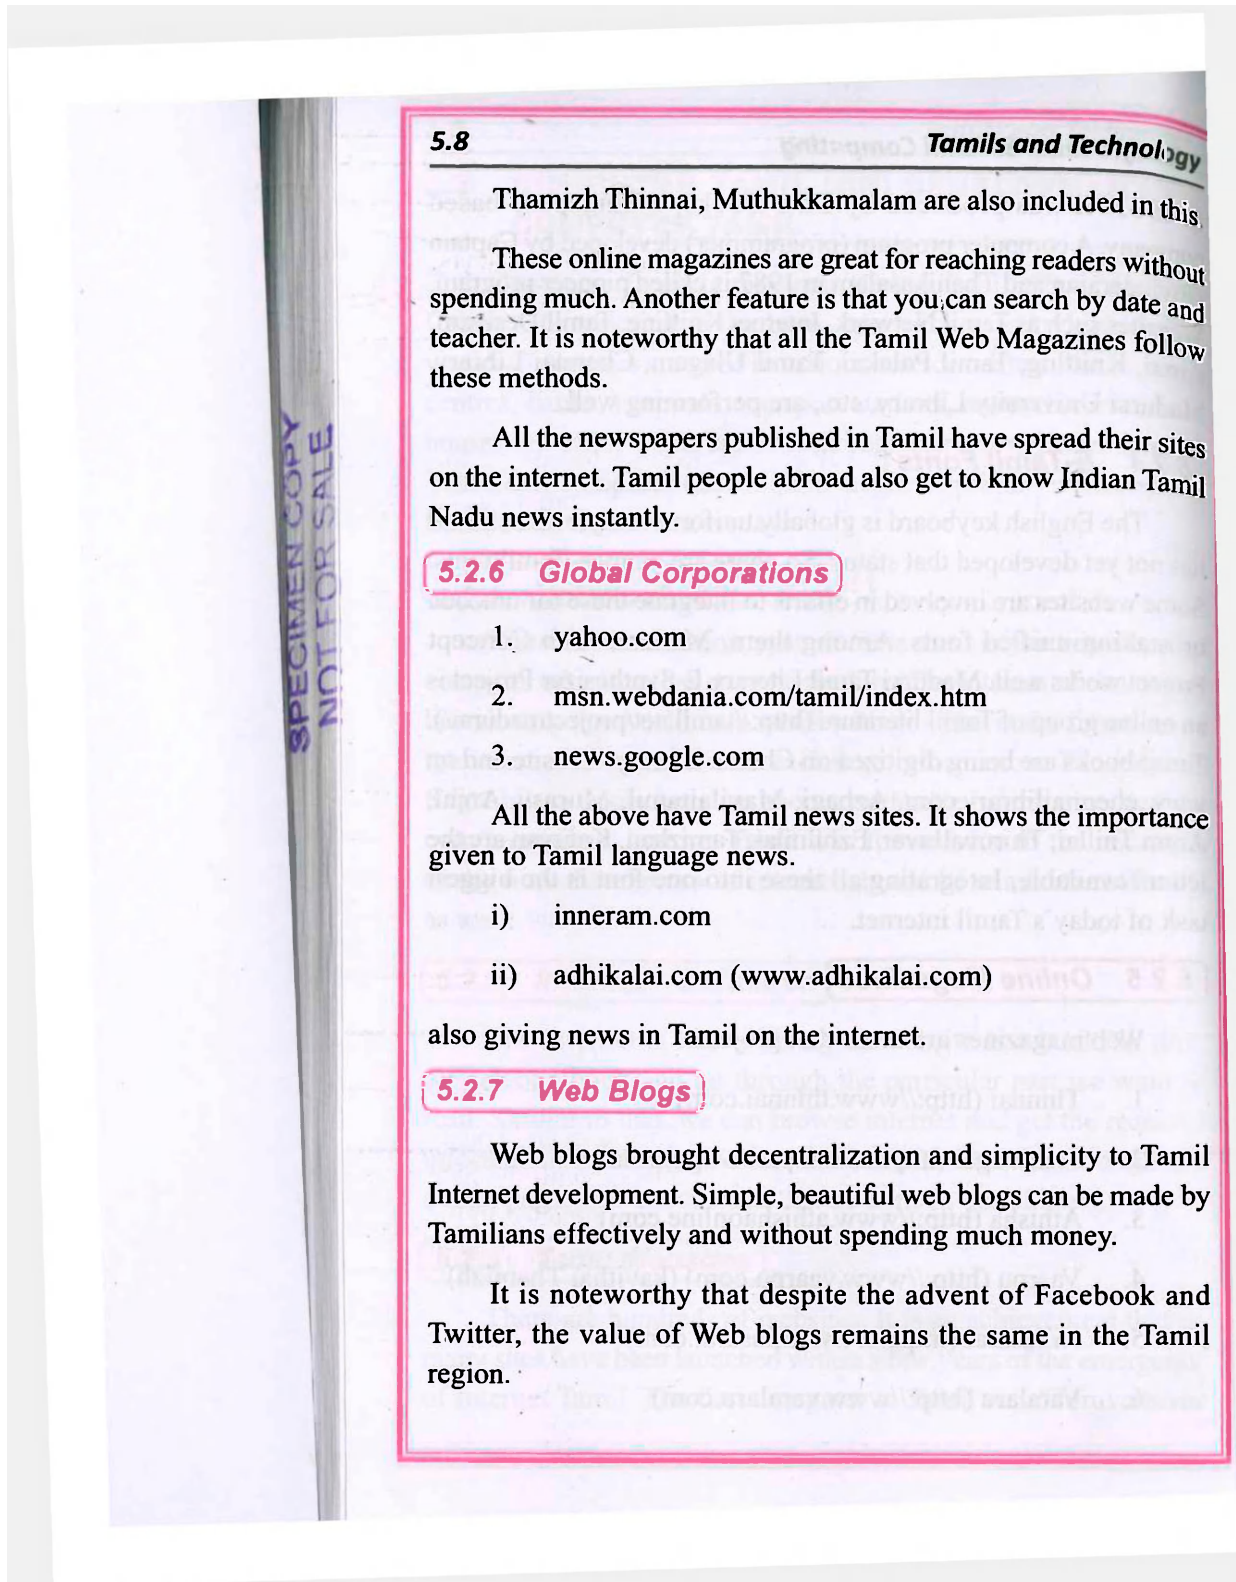 5.8 Tamils and Technology
Thamizh Thinnai, Muthukkamalam are also included in this.
These online magazines are great for reaching readers without
spending much. Another feature is that you can search by date and
teacher. It is noteworthy that all the Tamil Web Magazines follow
these methods.
All the newspapers published in Tamil have spread their sites
on the internet. Tamil people abroad also get to know Indian Tamil
Nadu news instantly.
5.2.6 Global Corporations
1. yahoo.com
2. msn.webdania.com/tamil/index.htm
3. news.google.com
All the above have Tamil news sites. It shows the importance
given to Tamil language news.
i) inneram.com
ii) adhikalai.com (www.adhikalai.com)
also giving news in Tamil on the internet.
5.2.7 Web Blogs
Web blogs brought decentralization and simplicity to Tamil
Internet development. Simple, beautiful web blogs can be made by
Tamilians effectively and without spending much money.
It is noteworthy that despite the advent of Facebook and
Twitter, the value of Web blogs remains the same in the Tamil
region.
SPECIMEN COPY
NOT FOR SALE